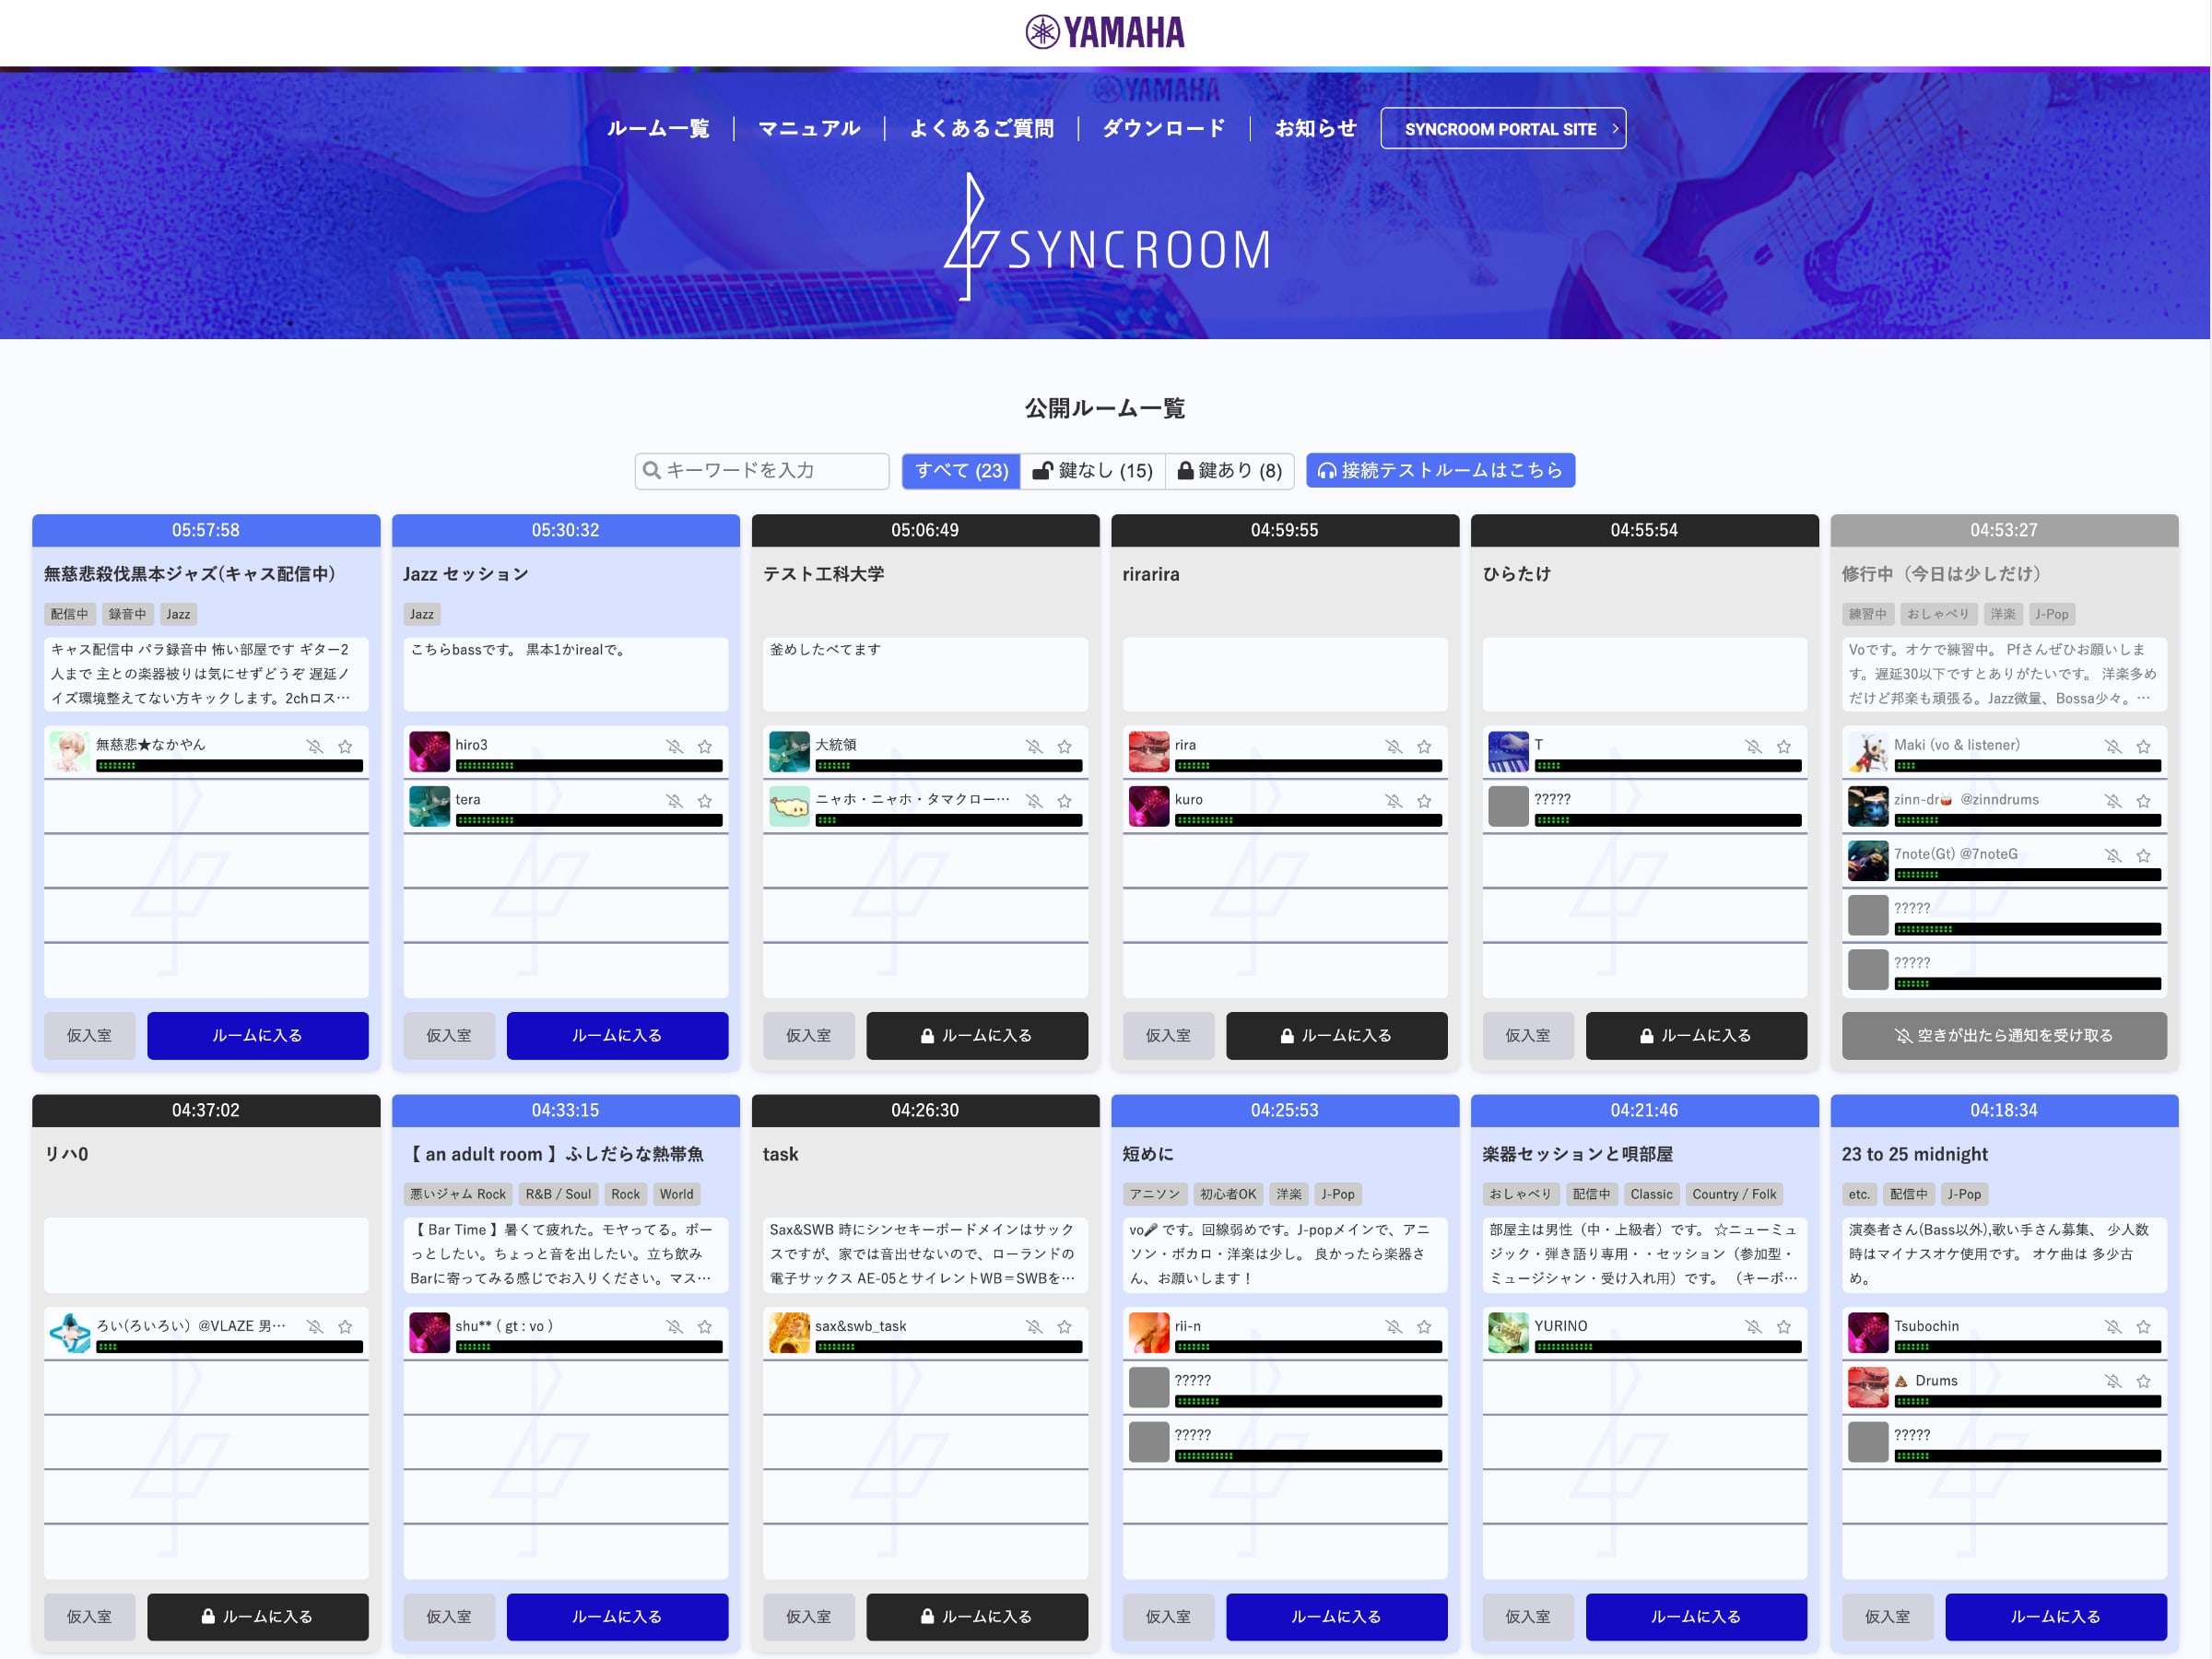 YAMAHA
YAMAHA
ルーム一覧
マニュアル
よくあるご質問
ダウンロード
お知らせ
SYNCROOM PORTAL SITE
SYNCROOM
公開ルーム一覧
キーワードを入力
すべて (23)
鍵なし (15)
鍵あり (8)
接続テストルームはこちら
05:57:58
無慈悲殺伐黒本ジャズ(キャス配信中)
配信中 録音中 Jazz
キャス配信中 パラ録音中 怖い部屋です ギター2
人まで 主との楽器被りは気にせずどうぞ 遅延ノ
イズ環境整えてない方キックします。2chロス…
無慈悲★なかやん
仮入室
ルームに入る
05:30:32
Jazz セッション
Jazz
こちらbassです。 黒本1かirealで。
hiro3
tera
仮入室
ルームに入る
05:06:49
テスト工科大学
釜めしたべてます
大統領
ニャホ・ニャホ・タマクロー…
仮入室
ルームに入る
04:59:55
rirarira
rira
kuro
仮入室
ルームに入る
04:55:54
ひらたけ
T
?????
仮入室
ルームに入る
04:53:27
修行中（今日は少しだけ）
練習中 おしゃべり 洋楽 J-Pop
Voです。オケで練習中。 Pfさんぜひお願いしま
す。遅延30以下ですとありがたいです。 洋楽多め
だけど邦楽も頑張る。Jazz微量、Bossa少々。…
Maki (vo & listener)
zinn-dr🥁 @zinndrums
7note(Gt) @7noteG
?????
?????
空きが出たら通知を受け取る
04:37:02
リハ0
ろい(ろいろい）@VLAZE 男…
仮入室
ルームに入る
04:33:15
【 an adult room 】ふしだらな熱帯魚
悪いジャム Rock R&B / Soul Rock World
【 Bar Time 】暑くて疲れた。モヤってる。ボー
っとしたい。ちょっと音を出したい。立ち飲み
Barに寄ってみる感じでお入りください。マス…
shu** ( gt : vo )
仮入室
ルームに入る
04:26:30
task
Sax&SWB 時にシンセキーボードメインはサック
スですが、家では音出せないので、ローランドの
電子サックス AE-05とサイレントWB＝SWBを…
sax&swb_task
仮入室
ルームに入る
04:25:53
短めに
アニソン 初心者OK 洋楽 J-Pop
vo🎤 です。回線弱めです。J-popメインで、アニ
ソン・ボカロ・洋楽は少し。 良かったら楽器さ
ん、お願いします！
rii-n
?????
?????
仮入室
ルームに入る
04:21:46
楽器セッションと唄部屋
おしゃべり 配信中 Classic Country / Folk
部屋主は男性（中・上級者）です。 ☆ニューミュ
ジック・弾き語り専用・・セッション（参加型・
ミュージシャン・受け入れ用）です。 （キーボ…
YURINO
仮入室
ルームに入る
04:18:34
23 to 25 midnight
etc. 配信中 J-Pop
演奏者さん(Bass以外),歌い手さん募集、 少人数
時はマイナスオケ使用です。 オケ曲は 多少古
め。
Tsubochin
💩 Drums
?????
仮入室
ルームに入る